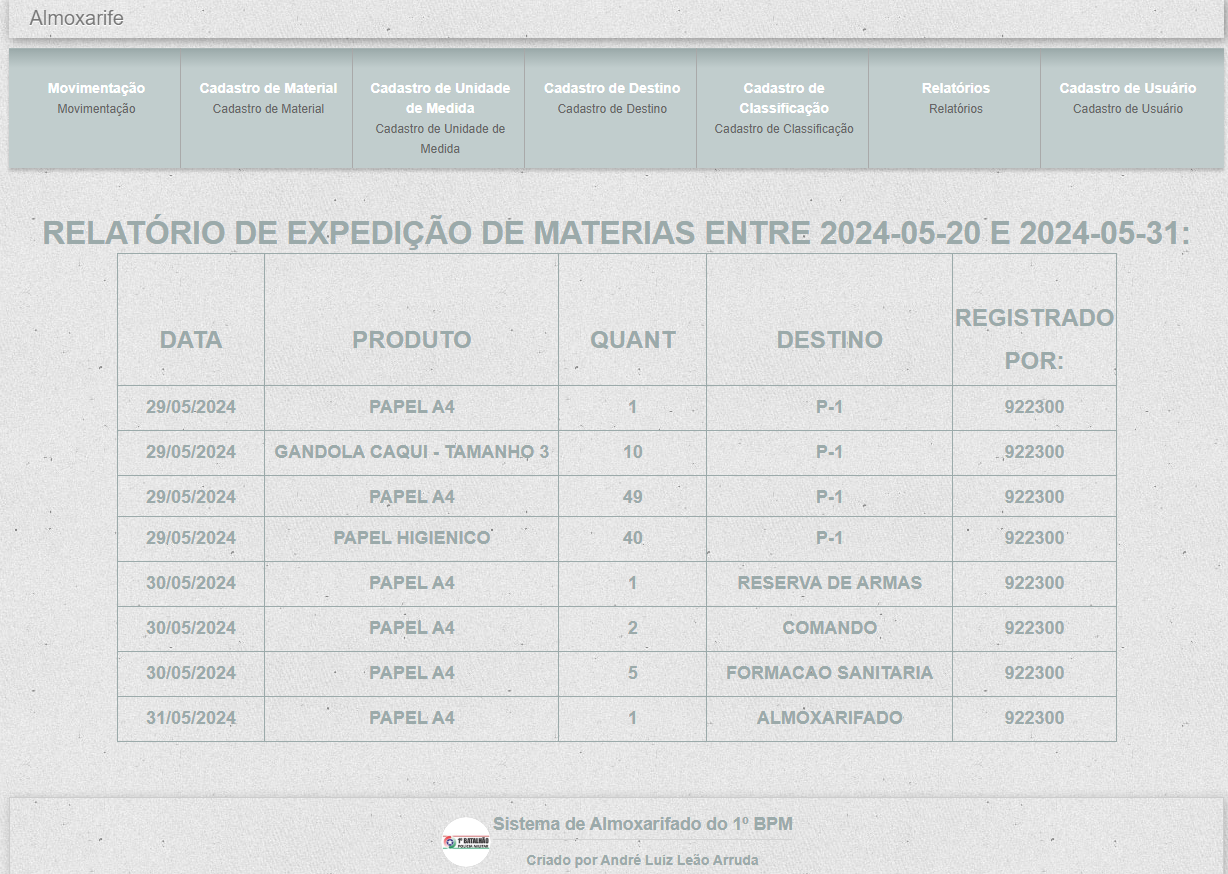 Almoxarife
Movimentação
Movimentação
Cadastro de Material
Cadastro de Material
Cadastro de Unidade
de Medida
Cadastro de Unidade de
Medida
Cadastro de Destino
Cadastro de Destino
Cadastro de
Classificação
Cadastro de Classificação
Relatórios
Relatórios
Cadastro de Usuário
Cadastro de Usuário
RELATÓRIO DE EXPEDIÇÃO DE MATERIAS ENTRE 2024-05-20 E 2024-05-31:
DATA PRODUTO QUANT DESTINO REGISTRADO POR:
29/05/2024 PAPEL A4 1 P-1 922300
29/05/2024 GANDOLA CAQUI - TAMANHO 3 10 P-1 922300
29/05/2024 PAPEL A4 49 P-1 922300
29/05/2024 PAPEL HIGIENICO 40 P-1 922300
30/05/2024 PAPEL A4 1 RESERVA DE ARMAS 922300
30/05/2024 PAPEL A4 2 COMANDO 922300
30/05/2024 PAPEL A4 5 FORMACAO SANITARIA 922300
31/05/2024 PAPEL A4 1 ALMOXARIFADO 922300
Sistema de Almoxarifado do 1º BPM
1º BATALHÃO
POLÍCIA MILITAR
Criado por André Luiz Leão Arruda